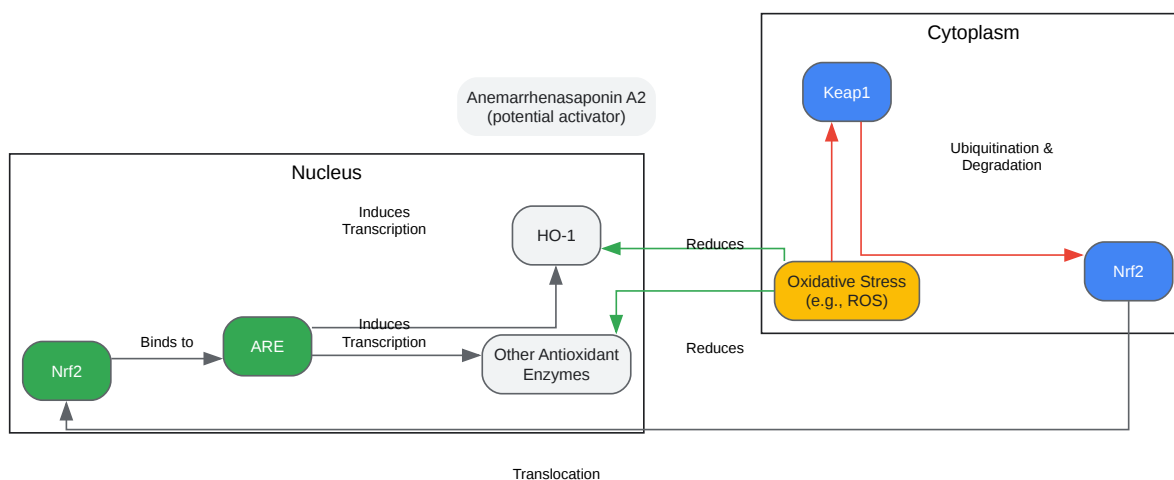 Cytoplasm
Keap1
Anemarrhenasaponin A2
(potential activator)
Ubiquitination &
Degradation
Nucleus
Induces
Transcription
HO-1
Reduces
Oxidative Stress
(e.g., ROS)
Nrf2
Induces
Transcription
Binds to
ARE
Other Antioxidant
Enzymes
Reduces
Nrf2
Translocation